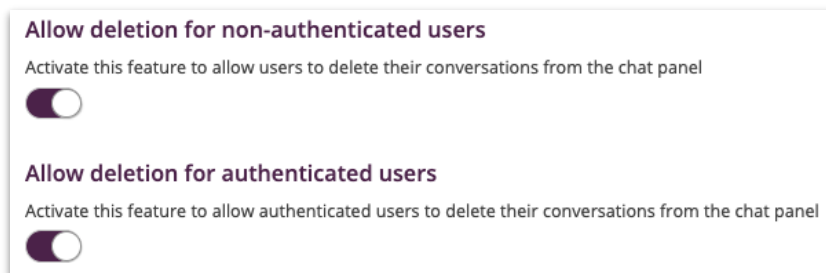 Allow deletion for non-authenticated users
Activate this feature to allow users to delete their conversations from the chat panel
Allow deletion for authenticated users
Activate this feature to allow authenticated users to delete their conversations from the chat panel